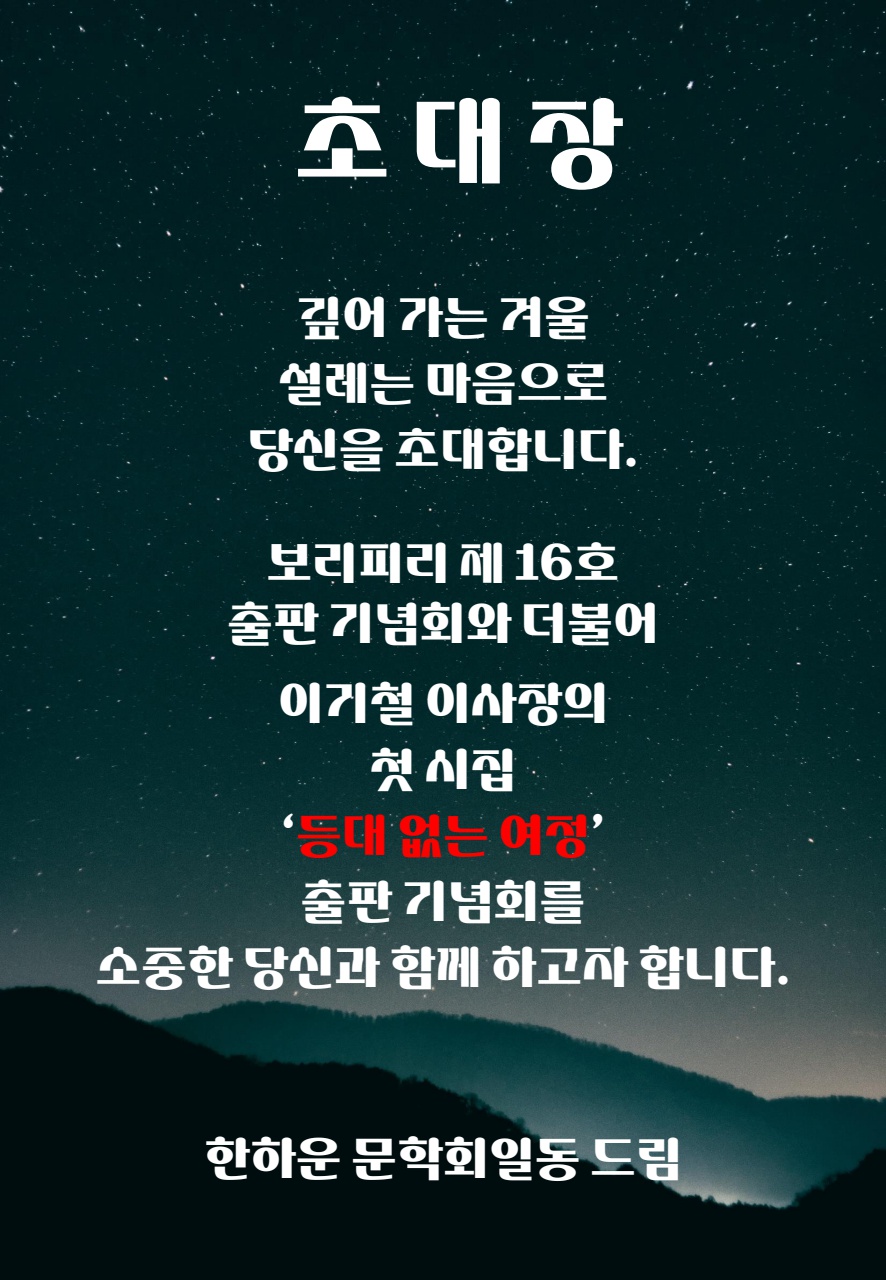 초대장
깊어 가는 겨울
설레는 마음으로
당신을 초대합니다.
보리피리 제 16호
출판 기념회와 더불어
이기철 이사장의
첫 시집
‘등대 없는 여정’
출판 기념회를
소중한 당신과 함께 하고자 합니다.
한하운 문학회일동 드림